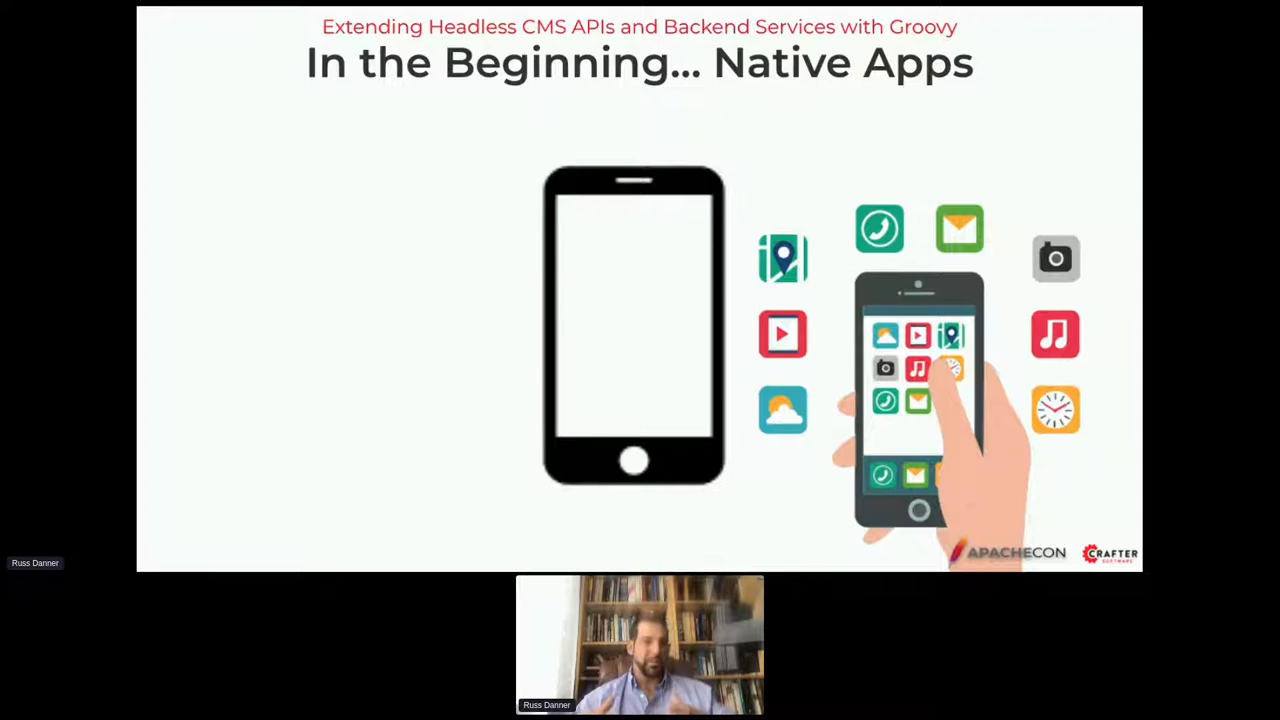 Extending Headless CMS APIs and Backend Services with Groovy
In the Beginning... Native Apps
APACHECON
CRAFTER
SOFTWARE
Russ Danner
Russ Danner